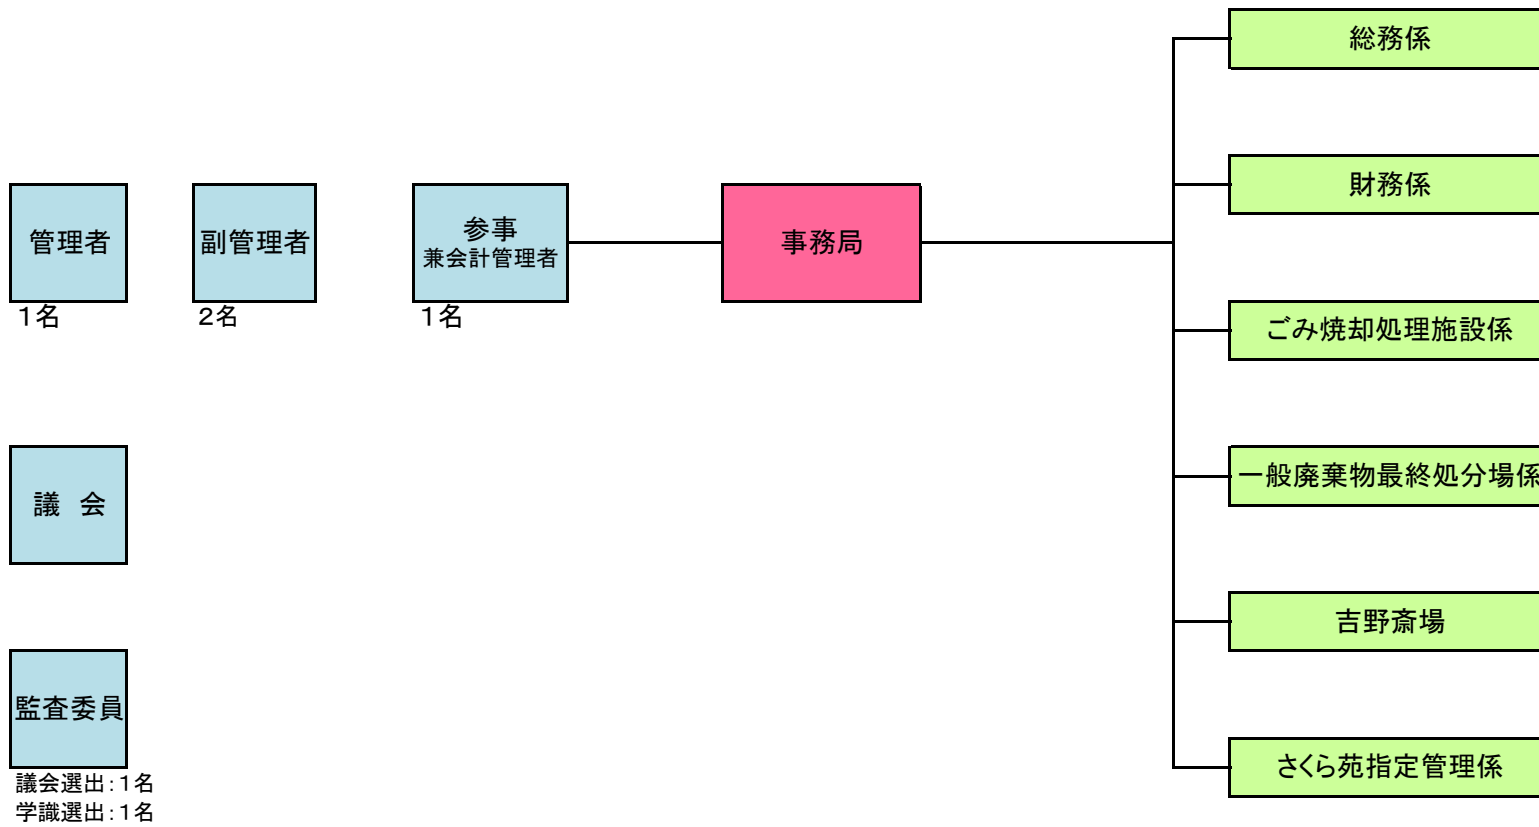 総務係
財務係
管理者
1名
副管理者
2名
参事
兼会計管理者
1名
事務局
ごみ焼却処理施設係
議　会
一般廃棄物最終処分場係
吉野斎場
監査委員
議会選出：1名
学識選出：1名
さくら苑指定管理係